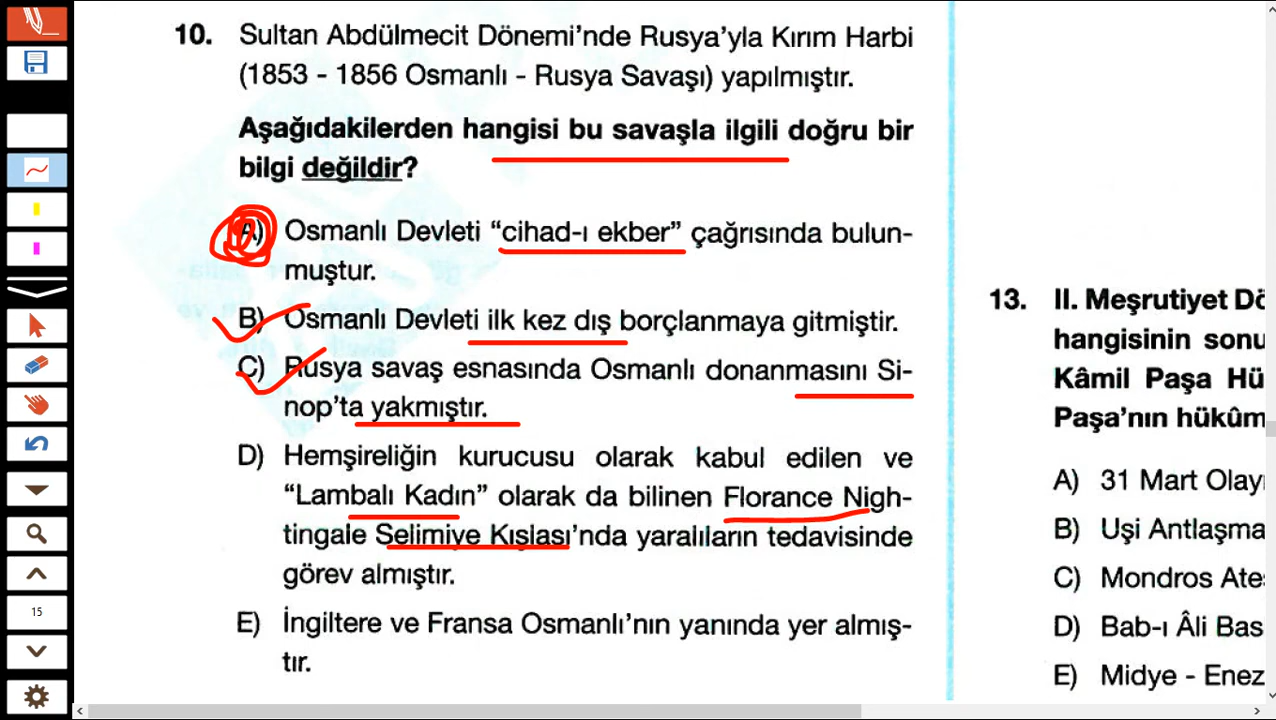 10. Sultan Abdülmecit Dönemi'nde Rusya'yla Kırım Harbi
(1853 - 1856 Osmanlı - Rusya Savaşı) yapılmıştır.
Aşağıdakilerden hangisi bu savaşla ilgili doğru bir
bilgi değildir?
A) Osmanlı Devleti “cihad-ı ekber” çağrısında bulun-
muştur.
B) Osmanlı Devleti ilk kez dış borçlanmaya gitmiştir.
C) Rusya savaş esnasında Osmanlı donanmasını Si-
nop'ta yakmıştır.
D) Hemşireliğin kurucusu olarak kabul edilen ve
“Lambalı Kadın” olarak da bilinen Florance Nigh-
tingale Selimiye Kışlası'nda yaralıların tedavisinde
görev almıştır.
E) İngiltere ve Fransa Osmanlı'nın yanında yer almış-
tır.
13. II. Meşrutiyet Dö
hangisinin sonu
Kâmil Paşa Hü
Paşa'nın hükûm
A) 31 Mart Olayı
B) Uşi Antlaşma
C) Mondros Ate
D) Bab-ı Âli Bas
E) Midye - Enez
15